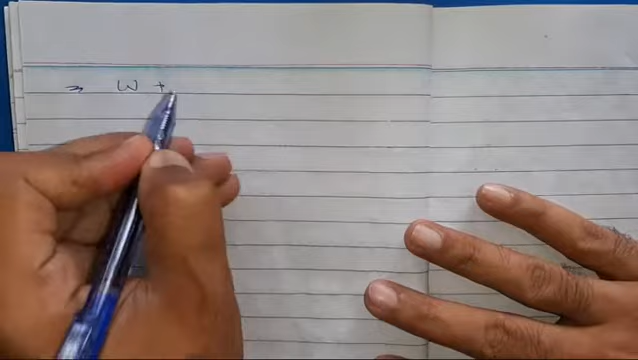 → W +